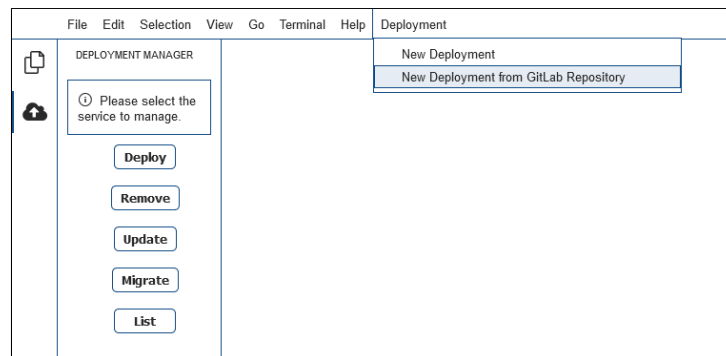 File Edit Selection View Go Terminal Help Deployment
New Deployment
New Deployment from GitLab Repository
DEPLOYMENT MANAGER
Please select the
service to manage.
Deploy
Remove
Update
Migrate
List